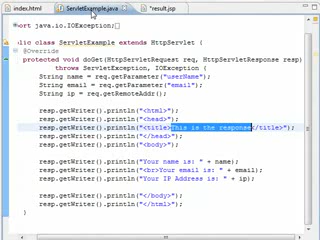 index.html ServletExample.java *result.jsp
ort java.io.IOException;
lic class ServletExample extends HttpServlet {
@Override
protected void doGet(HttpServletRequest req, HttpServletResponse resp)
throws ServletException, IOException {
String name = req.getParameter("userName");
String email = req.getParameter("email");
String ip = req.getRemoteAddr();
resp.getWriter().println("<html>");
resp.getWriter().println("<head>");
resp.getWriter().println("<title>This is the response</title>");
resp.getWriter().println("</head>");
resp.getWriter().println("<body>");
resp.getWriter().println("Your name is: " + name);
resp.getWriter().println("<br>Your email is: " + email);
resp.getWriter().println("Your IP Address is: " + ip);
resp.getWriter().println("</body>");
resp.getWriter().println("</html>");
}